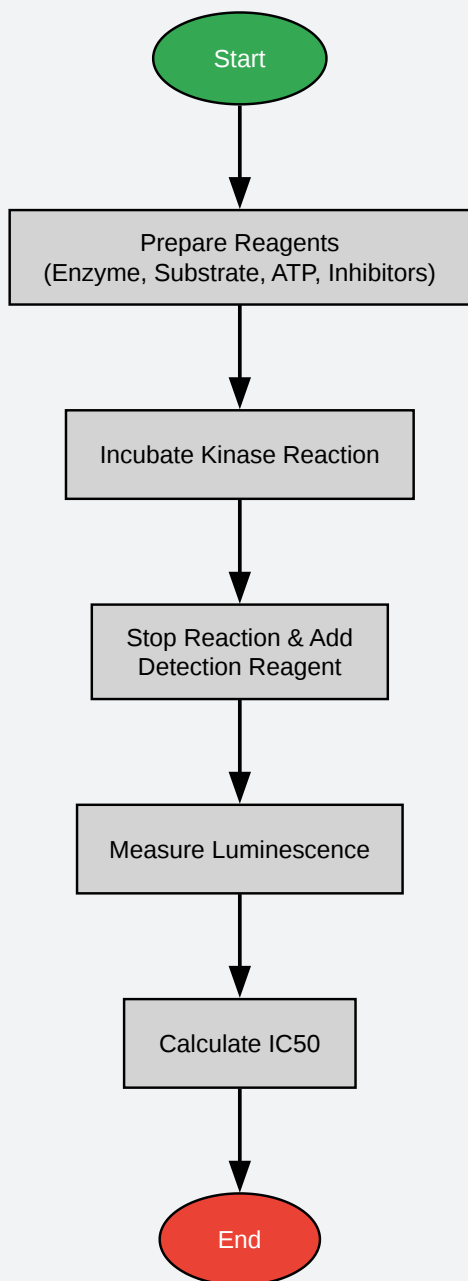 Start
Prepare Reagents
(Enzyme, Substrate, ATP, Inhibitors)
Incubate Kinase Reaction
Stop Reaction & Add
Detection Reagent
Measure Luminescence
Calculate IC50
End